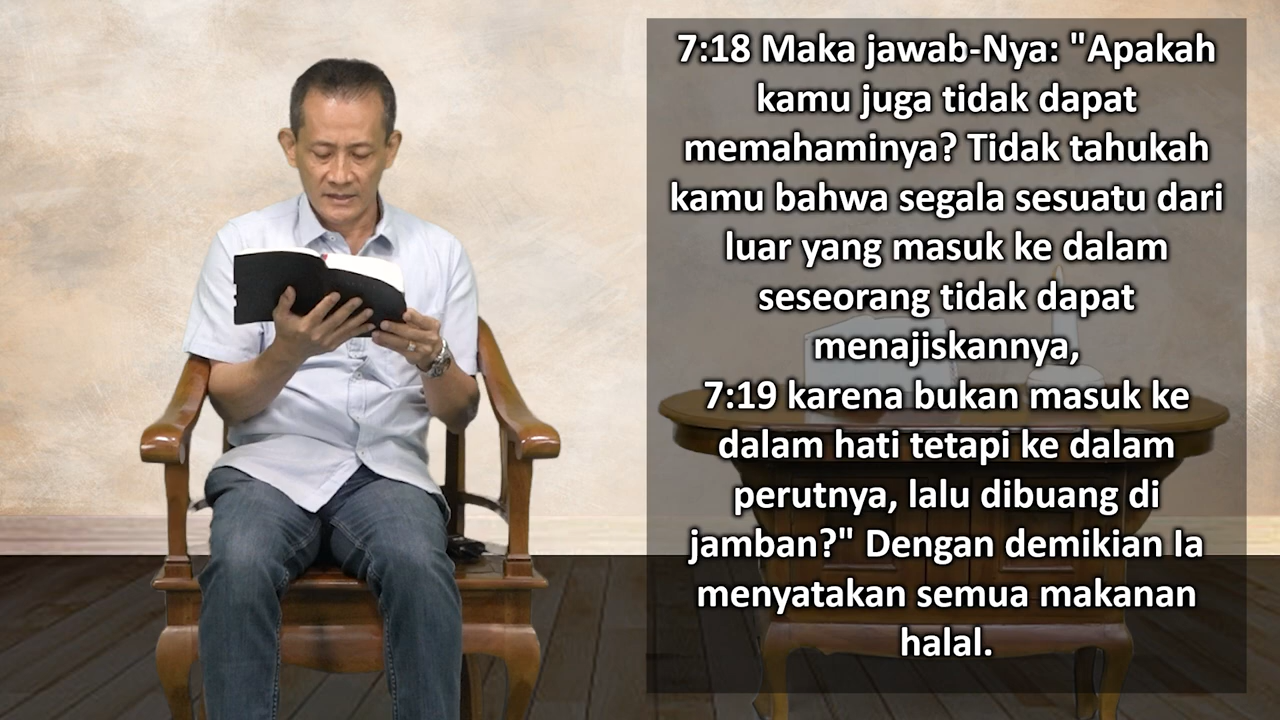 7:18 Maka jawab-Nya: "Apakah
kamu juga tidak dapat
memahaminya? Tidak tahukah
kamu bahwa segala sesuatu dari
luar yang masuk ke dalam
seseorang tidak dapat
menajiskannya,
7:19 karena bukan masuk ke
dalam hati tetapi ke dalam
perutnya, lalu dibuang di
jamban?" Dengan demikian Ia
menyatakan semua makanan
halal.